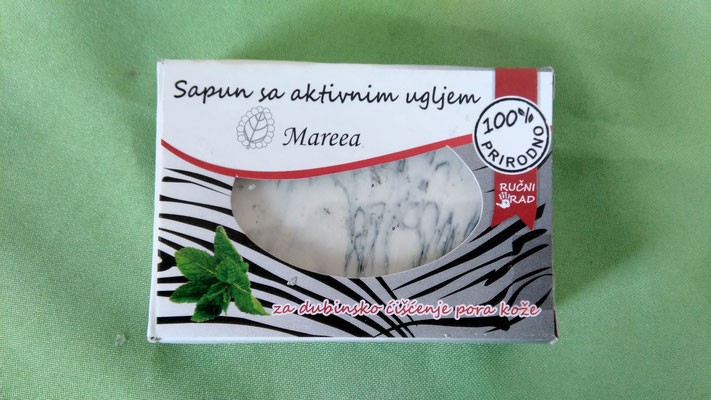 Sapun sa aktivnim ugljem
Mareea
100%
PRIRODNO
RUČNI
RAD
za dubinsko čišćenje pora kože